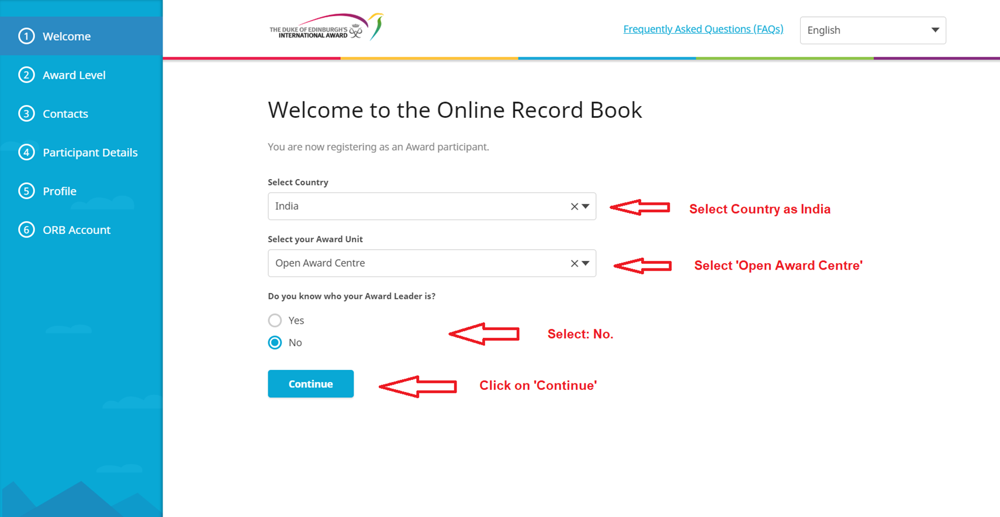 1 Welcome
2 Award Level
3 Contacts
4 Participant Details
5 Profile
6 ORB Account
THE DUKE OF EDINBURGH'S
INTERNATIONAL AWARD
Frequently Asked Questions (FAQs)
English
Welcome to the Online Record Book
You are now registering as an Award participant.
Select Country
India
Select Country as India
Select your Award Unit
Open Award Centre
Select 'Open Award Centre'
Do you know who your Award Leader is?
Yes
No
Select: No.
Continue
Click on 'Continue'